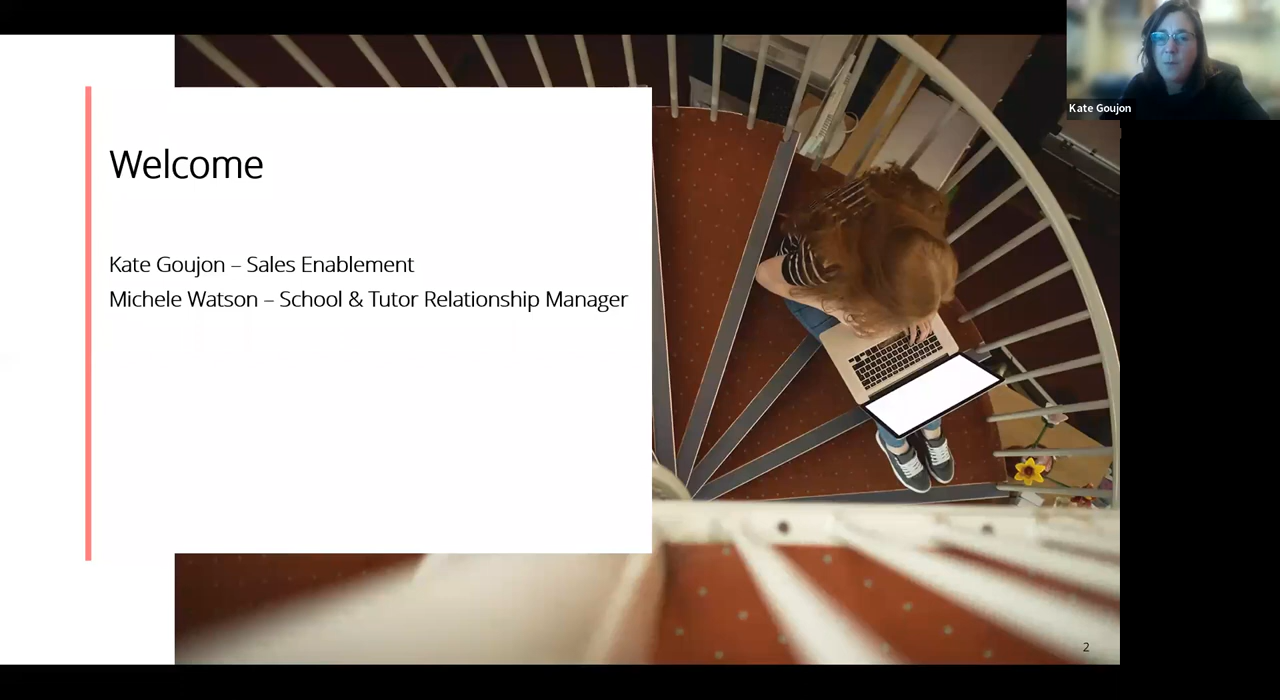 Kate Goujon
Welcome
Kate Goujon – Sales Enablement
Michele Watson – School & Tutor Relationship Manager
2